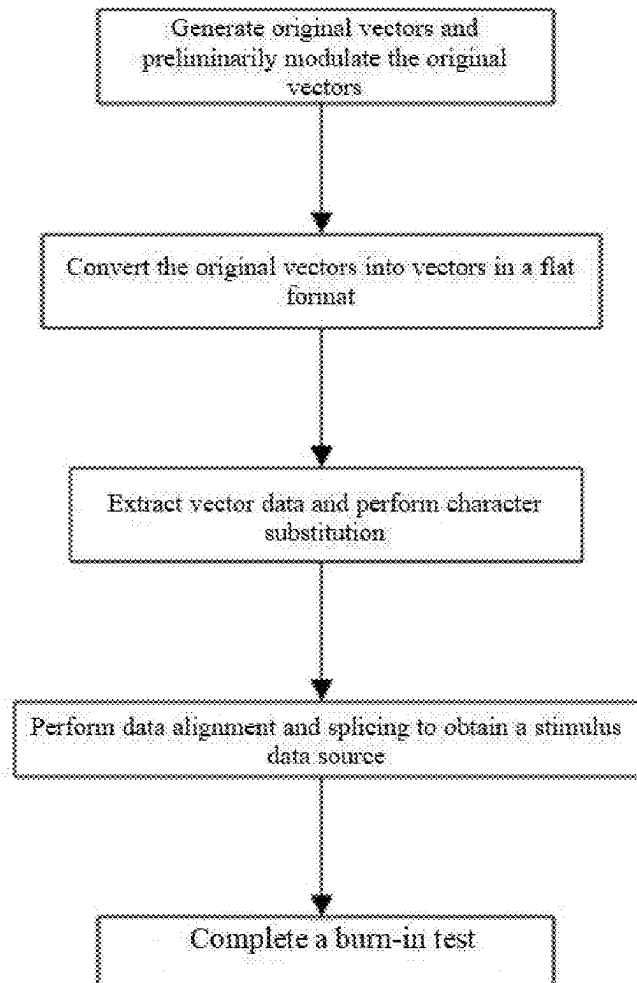 Generate original vectors and
preliminarily modulate the original
vectors
Convert the original vectors into vectors in a flat
format
Extract vector data and perform character
substitution
Perform data alignment and splicing to obtain a stimulus
data source
Complete a burn-in test